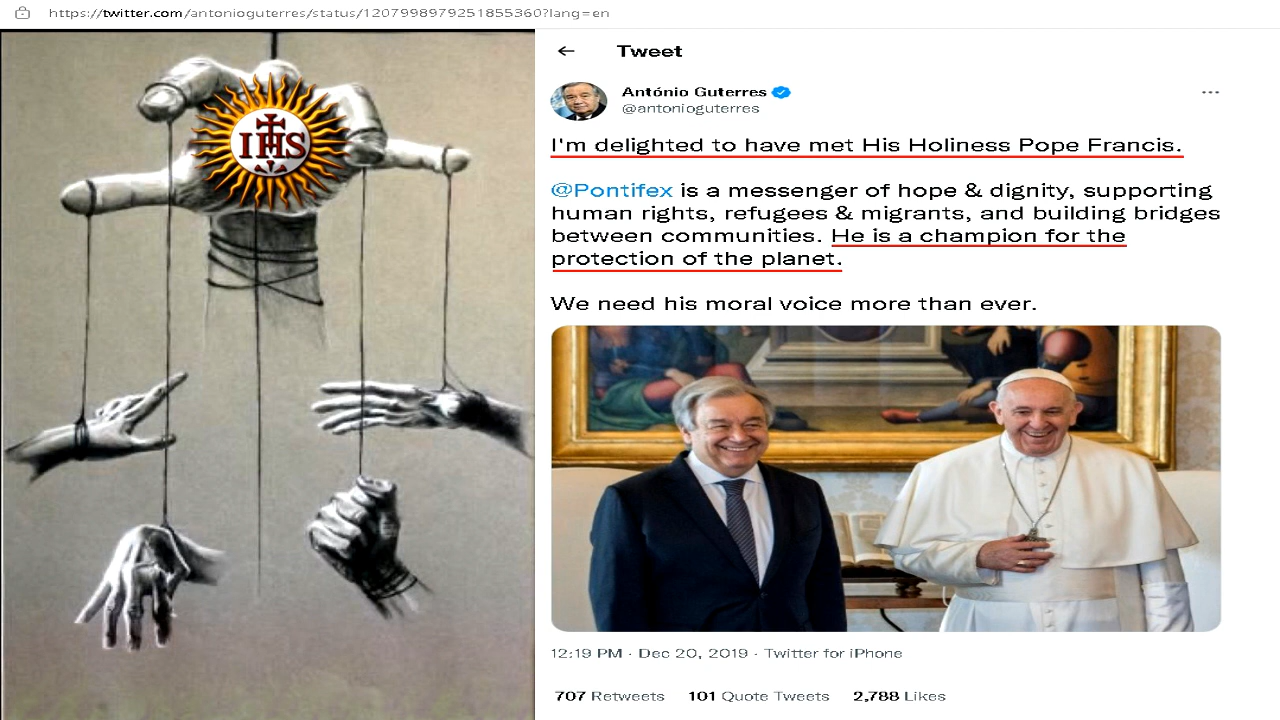 https://twitter.com/antonioguterres/status/1207998979251855360?lang=en
IHS
← Tweet
António Guterres
@antonioguterres
I'm delighted to have met His Holiness Pope Francis.
@Pontifex is a messenger of hope & dignity, supporting
human rights, refugees & migrants, and building bridges
between communities. He is a champion for the
protection of the planet.
We need his moral voice more than ever.
12:19 PM · Dec 20, 2019 · Twitter for iPhone
707 Retweets 101 Quote Tweets 2,788 Likes